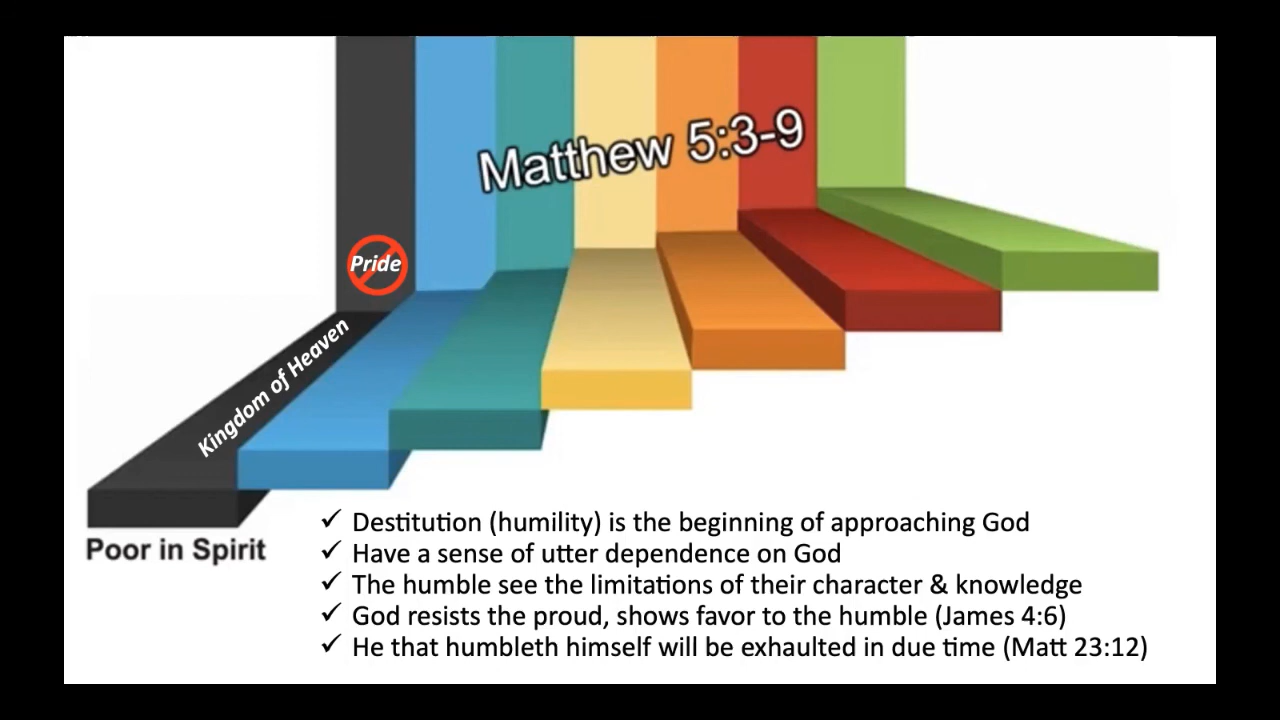 Matthew 5:3-9
Pride
Kingdom of Heaven
Poor in Spirit
✓ Destitution (humility) is the beginning of approaching God
✓ Have a sense of utter dependence on God
✓ The humble see the limitations of their character & knowledge
✓ God resists the proud, shows favor to the humble (James 4:6)
✓ He that humbleth himself will be exhaulted in due time (Matt 23:12)